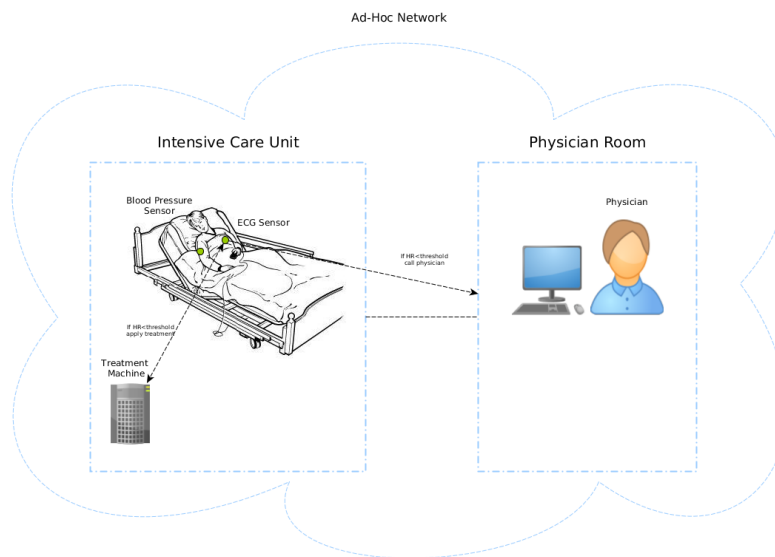 Ad-Hoc Network
Intensive Care Unit
Physician Room
Blood Pressure
Sensor
ECG Sensor
Physician
If HR<threshold
call physician
If HR<threshold
apply treatment
Treatment
Machine